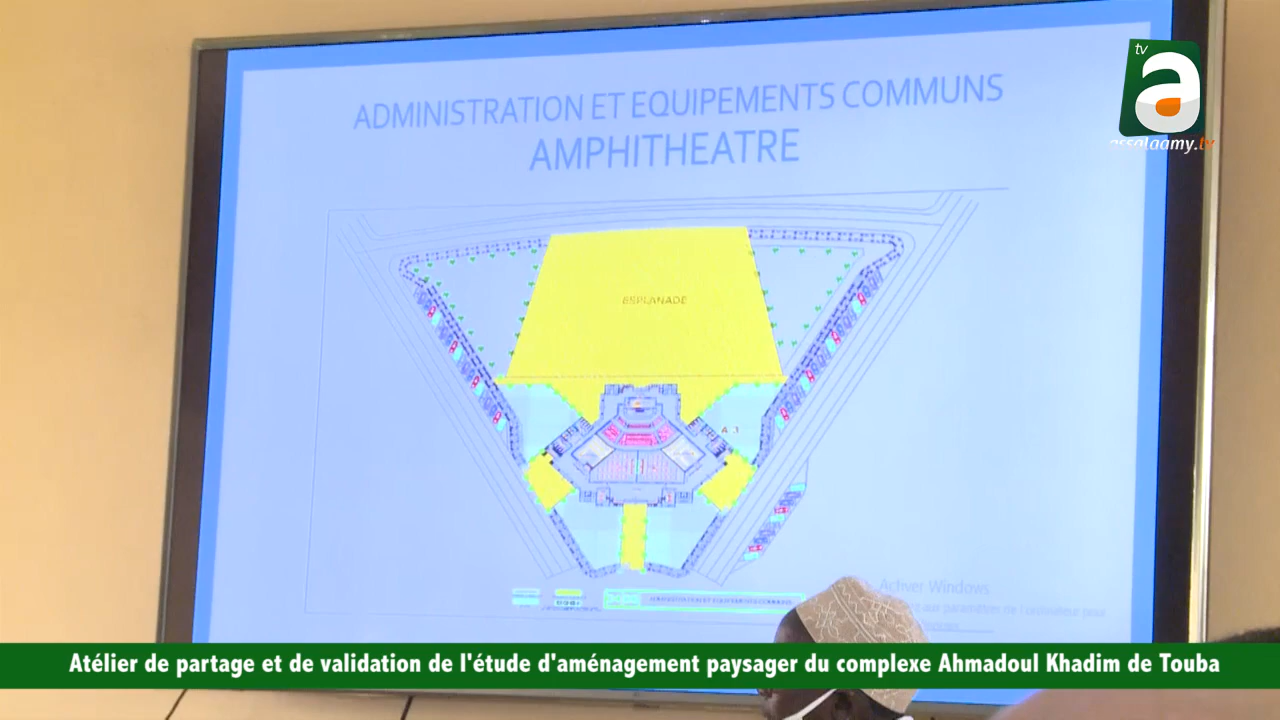 tv
assalaamy.tv
ADMINISTRATION ET EQUIPEMENTS COMMUNS
AMPHITHEATRE
ESPLANADE
Activer Windows
Atélier de partage et de validation de l'étude d'aménagement paysager du complexe Ahmadoul Khadim de Touba